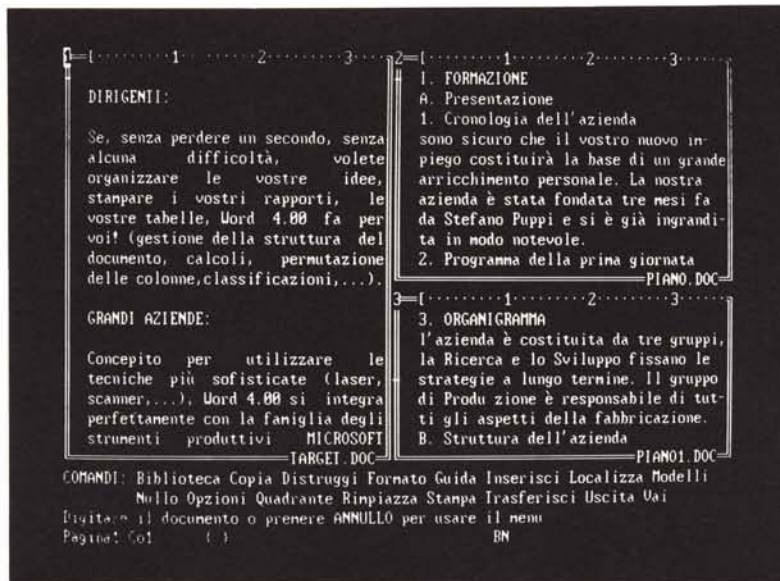 1=[·········1·········2·········3····
DIRIGENTI:
Se, senza perdere un secondo, senza
alcuna difficoltà, volete
organizzare le vostre idee,
stampare i vostri rapporti, le
vostre tabelle, Word 4.00 fa per
voi! (gestione della struttura del
documento, calcoli, permutazione
delle colonne,classificazioni,...).
GRANDI AZIENDE:
Concepito per utilizzare le
tecniche più sofisticate (laser,
scanner,...), Word 4.00 si integra
perfettamente con la famiglia degli
strumenti produttivi MICROSOFT
TARGET.DOC
2=[·········1·········2·········3·····
I. FORMAZIONE
A. Presentazione
1. Cronologia dell'azienda
sono sicuro che il vostro nuovo im-
piego costituirà la base di un grande
arricchimento personale. La nostra
azienda è stata fondata tre mesi fa
da Stefano Puppi e si è già ingrandi-
ta in modo notevole.
2. Programma della prima giornata
PIANO.DOC
3=[·········1·········2·········3·····
3. ORGANIGRAMMA
l'azienda è costituita da tre gruppi,
la Ricerca e lo Sviluppo fissano le
strategie a lungo termine. Il gruppo
di Produ zione è responsabile di tut-
ti gli aspetti della fabbricazione.
B. Struttura dell'azienda
PIANO1.DOC
COMANDI: Biblioteca Copia Distruggi Formato Guida Inserisci Localizza Modelli
Nullo Opzioni Quadrante Rimpiazza Stampa Trasferisci Uscita Vai
Digitare il documento o premere ANNULLO per usare il menu
Pagina1 Co1 { } BN